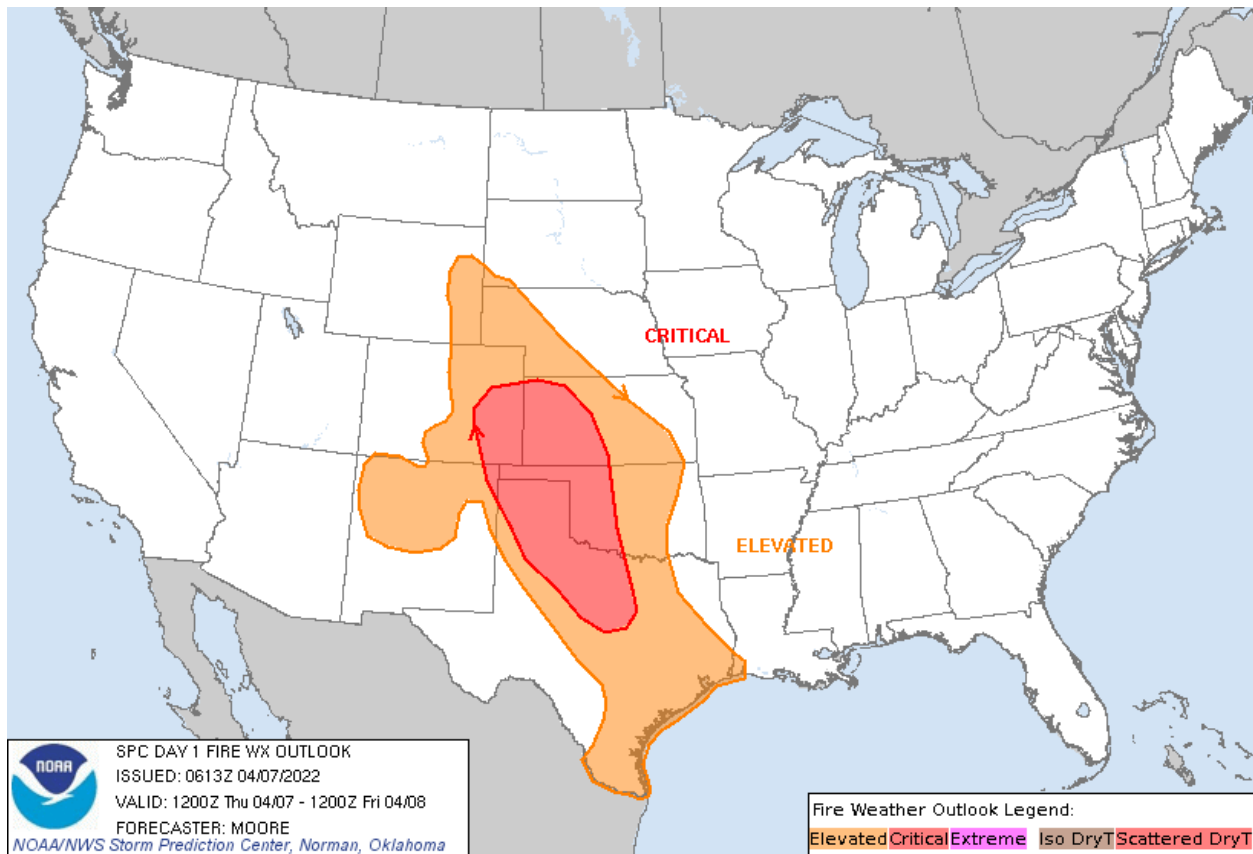 CRITICAL
ELEVATED
NOAA
SPC DAY 1 FIRE WX OUTLOOK
ISSUED: 0613Z 04/07/2022
VALID: 1200Z Thu 04/07 - 1200Z Fri 04/08
FORECASTER: MOORE
NOAA/NWS Storm Prediction Center, Norman, Oklahoma
Fire Weather Outlook Legend:
Elevated Critical Extreme Iso DryT Scattered DryT